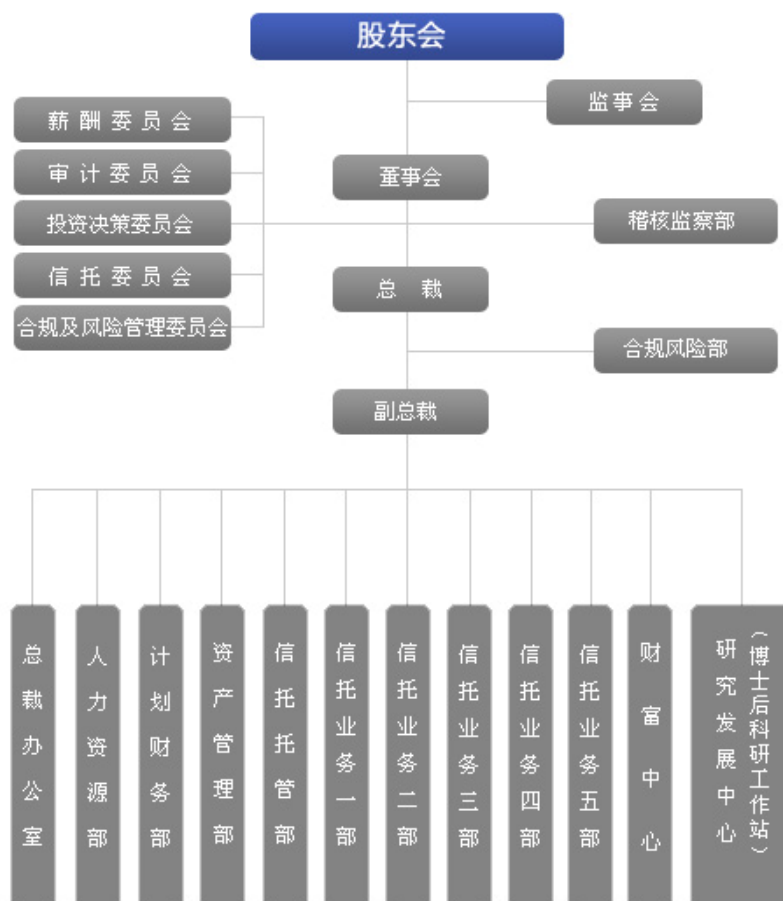 股东会
监事会
薪酬委员会
审计委员会
董事会
投资决策委员会
稽核监察部
信托委员会
总裁
合规及风险管理委员会
合规风险部
副总裁
总裁办公室
人力资源部
计划财务部
资产管理部
信托托管部
信托业务一部
信托业务二部
信托业务三部
信托业务四部
信托业务五部
财富中心
研究发展中心
（博士后科研工作站）